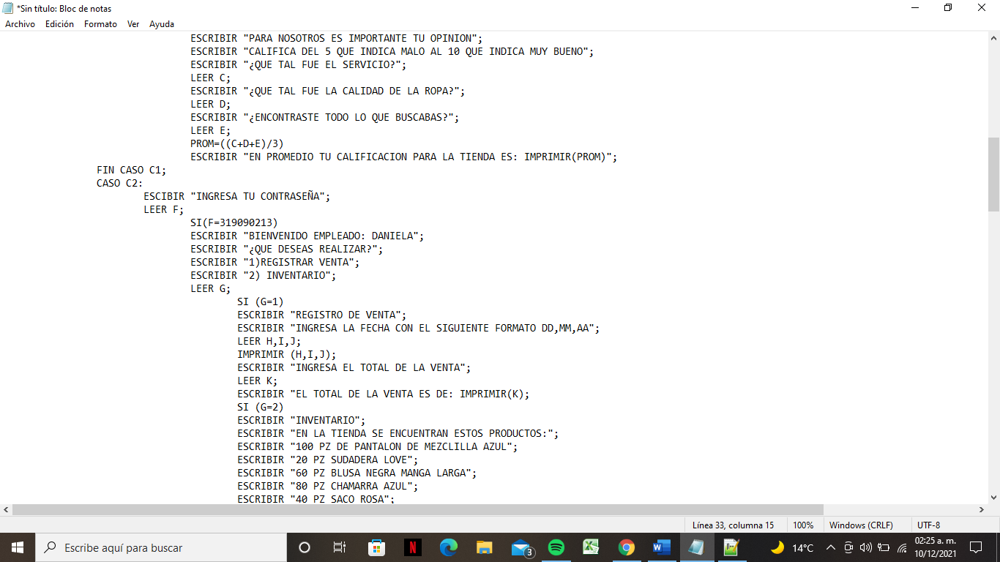 *Sin título: Bloc de notas
Archivo Edición Formato Ver Ayuda
ESCRIBIR "PARA NOSOTROS ES IMPORTANTE TU OPINION";
ESCRIBIR "CALIFICA DEL 5 QUE INDICA MALO AL 10 QUE INDICA MUY BUENO";
ESCRIBIR "¿QUE TAL FUE EL SERVICIO?";
LEER C;
ESCRIBIR "¿QUE TAL FUE LA CALIDAD DE LA ROPA?";
LEER D;
ESCRIBIR "¿ENCONTRASTE TODO LO QUE BUSCABAS?";
LEER E;
PROM=((C+D+E)/3)
ESCRIBIR "EN PROMEDIO TU CALIFICACION PARA LA TIENDA ES: IMPRIMIR(PROM)";
FIN CASO C1;
CASO C2:
ESCIBIR "INGRESA TU CONTRASEÑA";
LEER F;
SI(F=319090213)
ESCRIBIR "BIENVENIDO EMPLEADO: DANIELA";
ESCRIBIR "¿QUE DESEAS REALIZAR?";
ESCRIBIR "1)REGISTRAR VENTA";
ESCRIBIR "2) INVENTARIO";
LEER G;
SI (G=1)
ESCRIBIR "REGISTRO DE VENTA";
ESCRIBIR "INGRESA LA FECHA CON EL SIGUIENTE FORMATO DD,MM,AA";
LEER H,I,J;
IMPRIMIR (H,I,J);
ESCRIBIR "INGRESA EL TOTAL DE LA VENTA";
LEER K;
ESCRIBIR "EL TOTAL DE LA VENTA ES DE: IMPRIMIR(K);
SI (G=2)
ESCRIBIR "INVENTARIO";
ESCRIBIR "EN LA TIENDA SE ENCUENTRAN ESTOS PRODUCTOS:";
ESCRIBIR "100 PZ DE PANTALON DE MEZCLILLA AZUL";
ESCRIBIR "20 PZ SUDADERA LOVE";
ESCRIBIR "60 PZ BLUSA NEGRA MANGA LARGA";
ESCRIBIR "80 PZ CHAMARRA AZUL";
ESCRIBIR "40 PZ SACO ROSA";
Línea 33, columna 15 100% Windows (CRLF) UTF-8
Escribe aquí para buscar
3
14°C
02:25 a. m.
10/12/2021